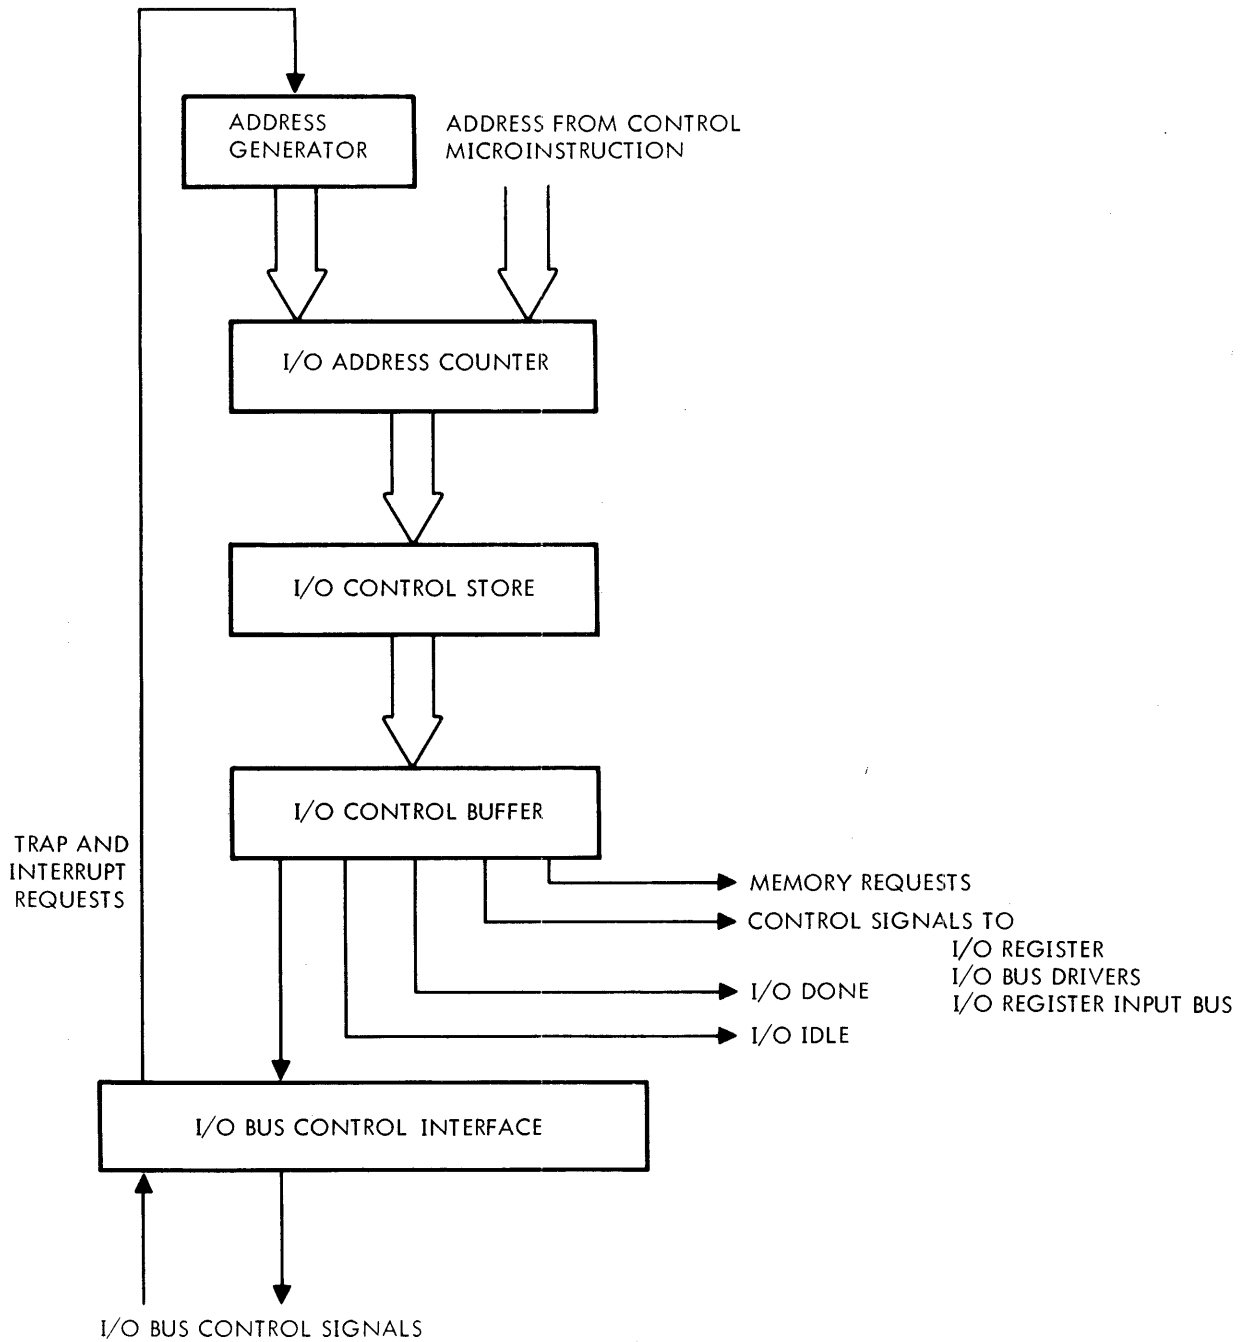 ADDRESS
GENERATOR
ADDRESS FROM CONTROL
MICROINSTRUCTION
I/O ADDRESS COUNTER
I/O CONTROL STORE
I/O CONTROL BUFFER
TRAP AND
INTERRUPT
REQUESTS
MEMORY REQUESTS
CONTROL SIGNALS TO
I/O REGISTER
I/O BUS DRIVERS
I/O REGISTER INPUT BUS
I/O DONE
I/O IDLE
I/O BUS CONTROL INTERFACE
I/O BUS CONTROL SIGNALS